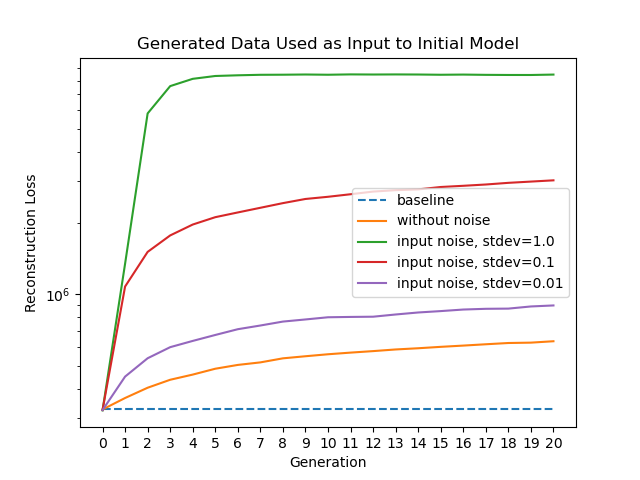 Generated Data Used as Input to Initial Model
Reconstruction Loss
10⁶
baseline
without noise
input noise, stdev=1.0
input noise, stdev=0.1
input noise, stdev=0.01
0 1 2 3 4 5 6 7 8 9 10 11 12 13 14 15 16 17 18 19 20
Generation